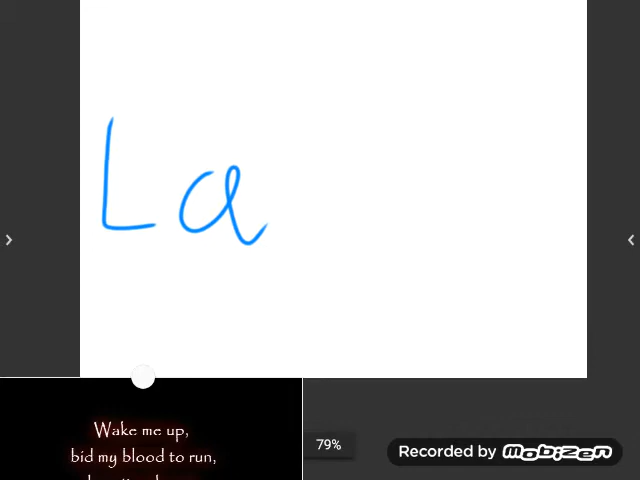 La
Wake me up,
bid my blood to run,
79%
Recorded by Mobizen